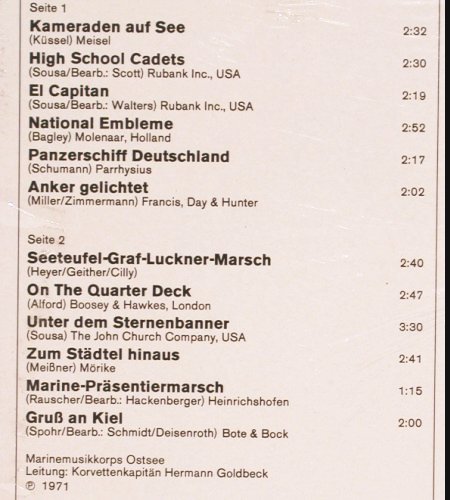 Seite 1
Kameraden auf See 2:32
(Küssel) Meisel
High School Cadets 2:30
(Sousa/Bearb.: Scott) Rubank Inc., USA
El Capitan 2:19
(Sousa/Bearb.: Walters) Rubank Inc., USA
National Embleme 2:52
(Bagley) Molenaar, Holland
Panzerschiff Deutschland 2:17
(Schumann) Parrhysius
Anker gelichtet 2:02
(Miller/Zimmermann) Francis, Day & Hunter
Seite 2
Seeteufel-Graf-Luckner-Marsch 2:40
(Heyer/Geither/Cilly)
On The Quarter Deck 2:47
(Alford) Boosey & Hawkes, London
Unter dem Sternenbanner 3:30
(Sousa) The John Church Company, USA
Zum Städtel hinaus 2:41
(Meißner) Mörike
Marine-Präsentiermarsch 1:15
(Rauscher/Bearb.: Hackenberger) Heinrichshofen
Gruß an Kiel 2:00
(Spohr/Bearb.: Schmidt/Deisenroth) Bote & Bock
Marinemusikkorps Ostsee
Leitung: Korvettenkapitän Hermann Goldbeck
℗ 1971